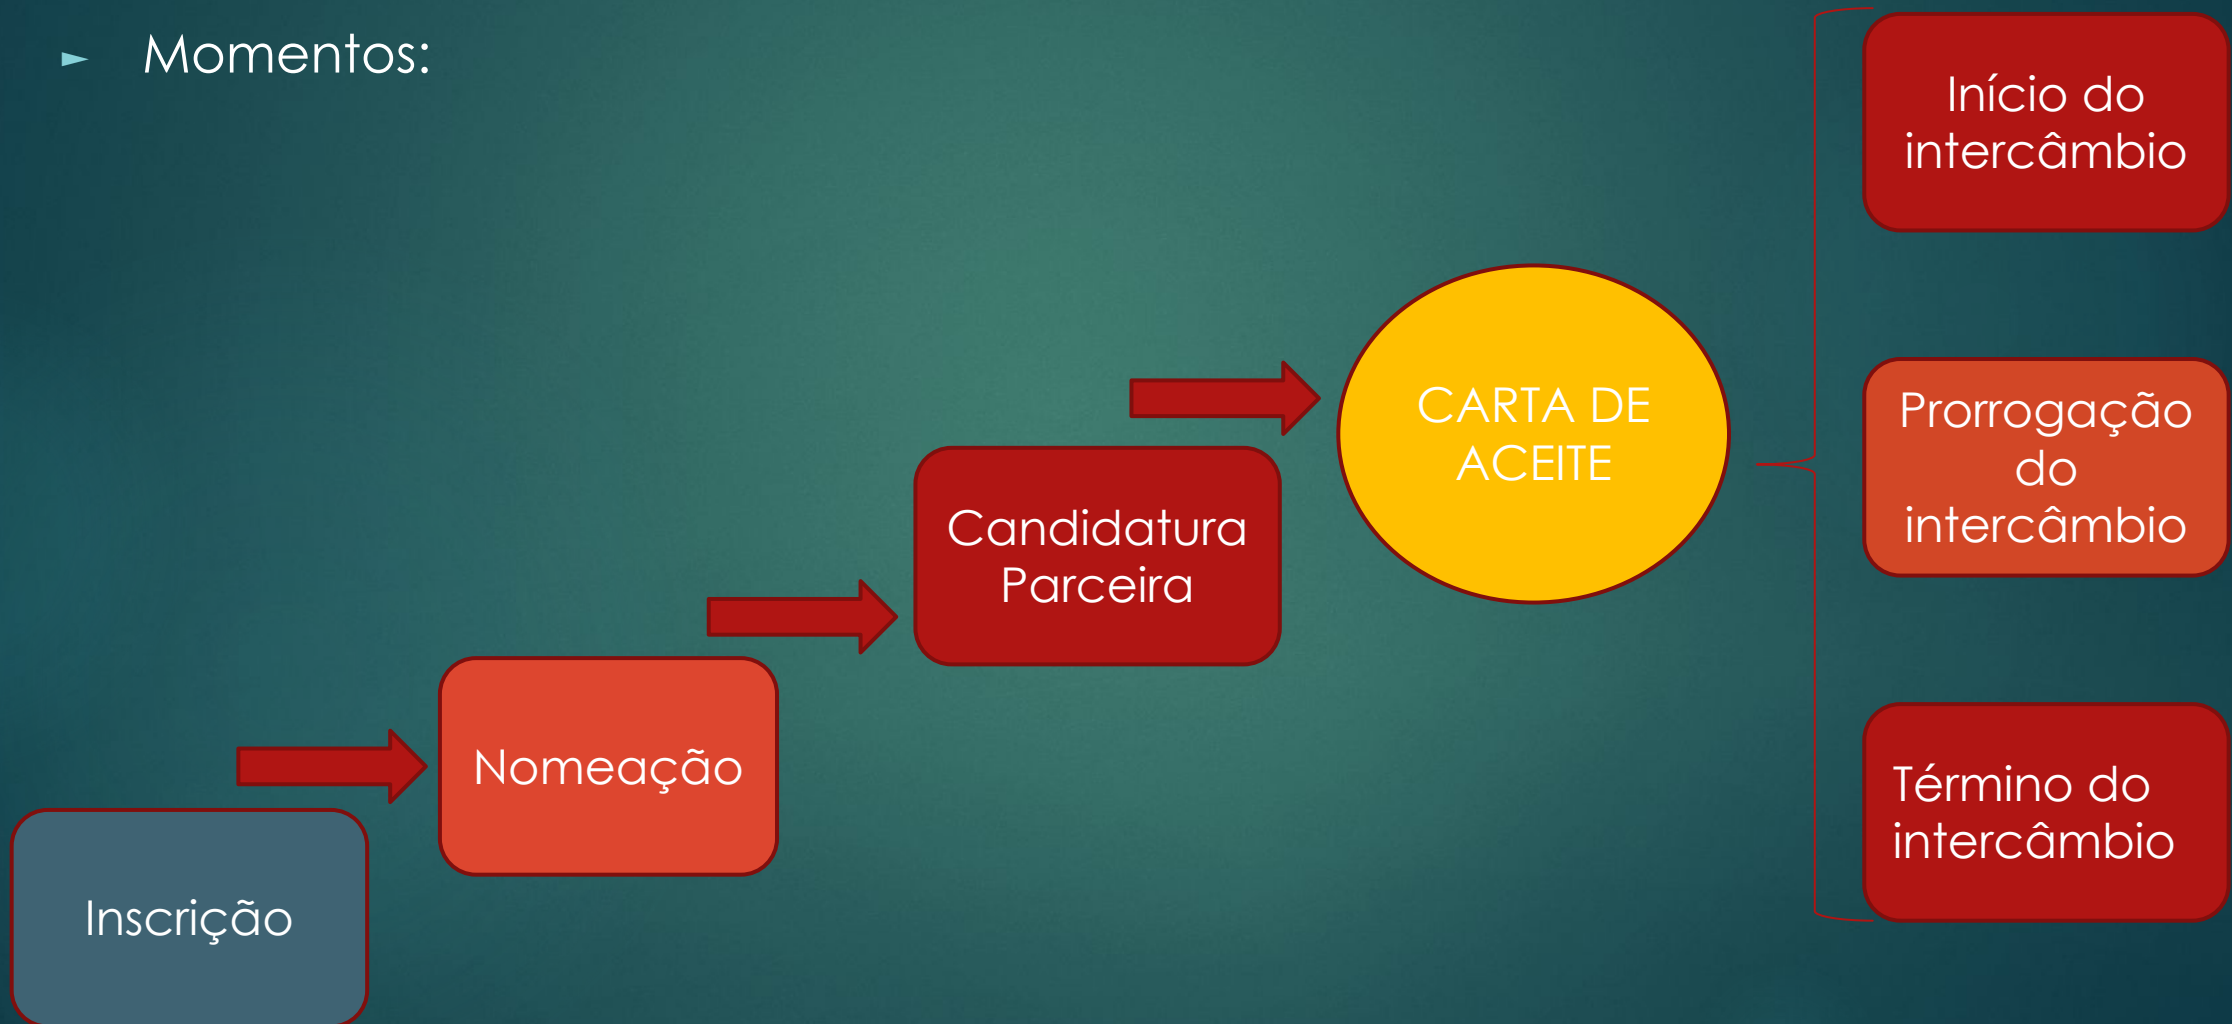 Momentos:
Inscrição
Nomeação
Candidatura
Parceira
CARTA DE
ACEITE
Início do
intercâmbio
Prorrogação
do
intercâmbio
Término do
intercâmbio